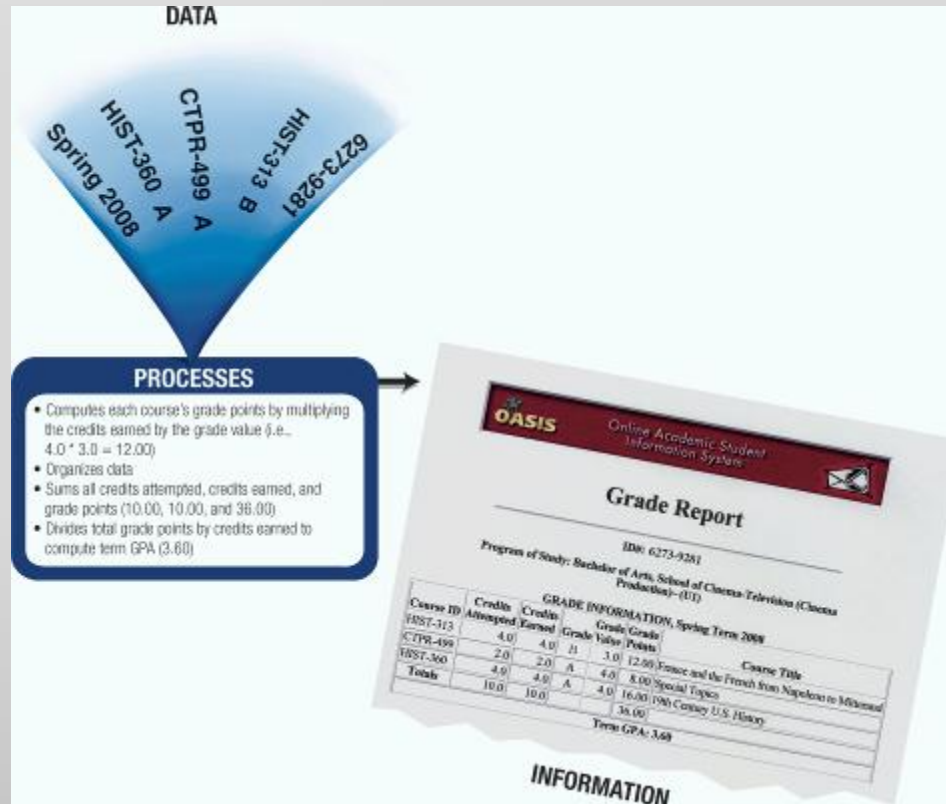 DATA
Spring 2008
HIST-360 A
CTPR-499 A
HIST-313 B
6273-9281
PROCESSES
• Computes each course's grade points by multiplying
the credits earned by the grade value (i.e.,
4.0 * 3.0 = 12.00)
• Organizes data
• Sums all credits attempted, credits earned, and
grade points (10.00, 10.00, and 36.00)
• Divides total grade points by credits earned to
compute term GPA (3.60)
OASIS
Online Academic Student
Information System
Grade Report
ID#: 6273-9281
Program of Study: Bachelor of Arts, School of Cinema-Television (Cinema
Production)- (U1)
GRADE INFORMATION, Spring Term 2008
Course ID Credits Attempted Credits Earned Grade Grade Value Grade Points Course Title
HIST-313 4.0 4.0 B 3.0 12.00 France and the French from Napoleon to Mitterrand
CTPR-499 2.0 2.0 A 4.0 8.00 Special Topics
HIST-360 4.0 4.0 A 4.0 16.00 19th Century U.S. History
Totals 10.0 10.0 36.00
Term GPA: 3.60
INFORMATION